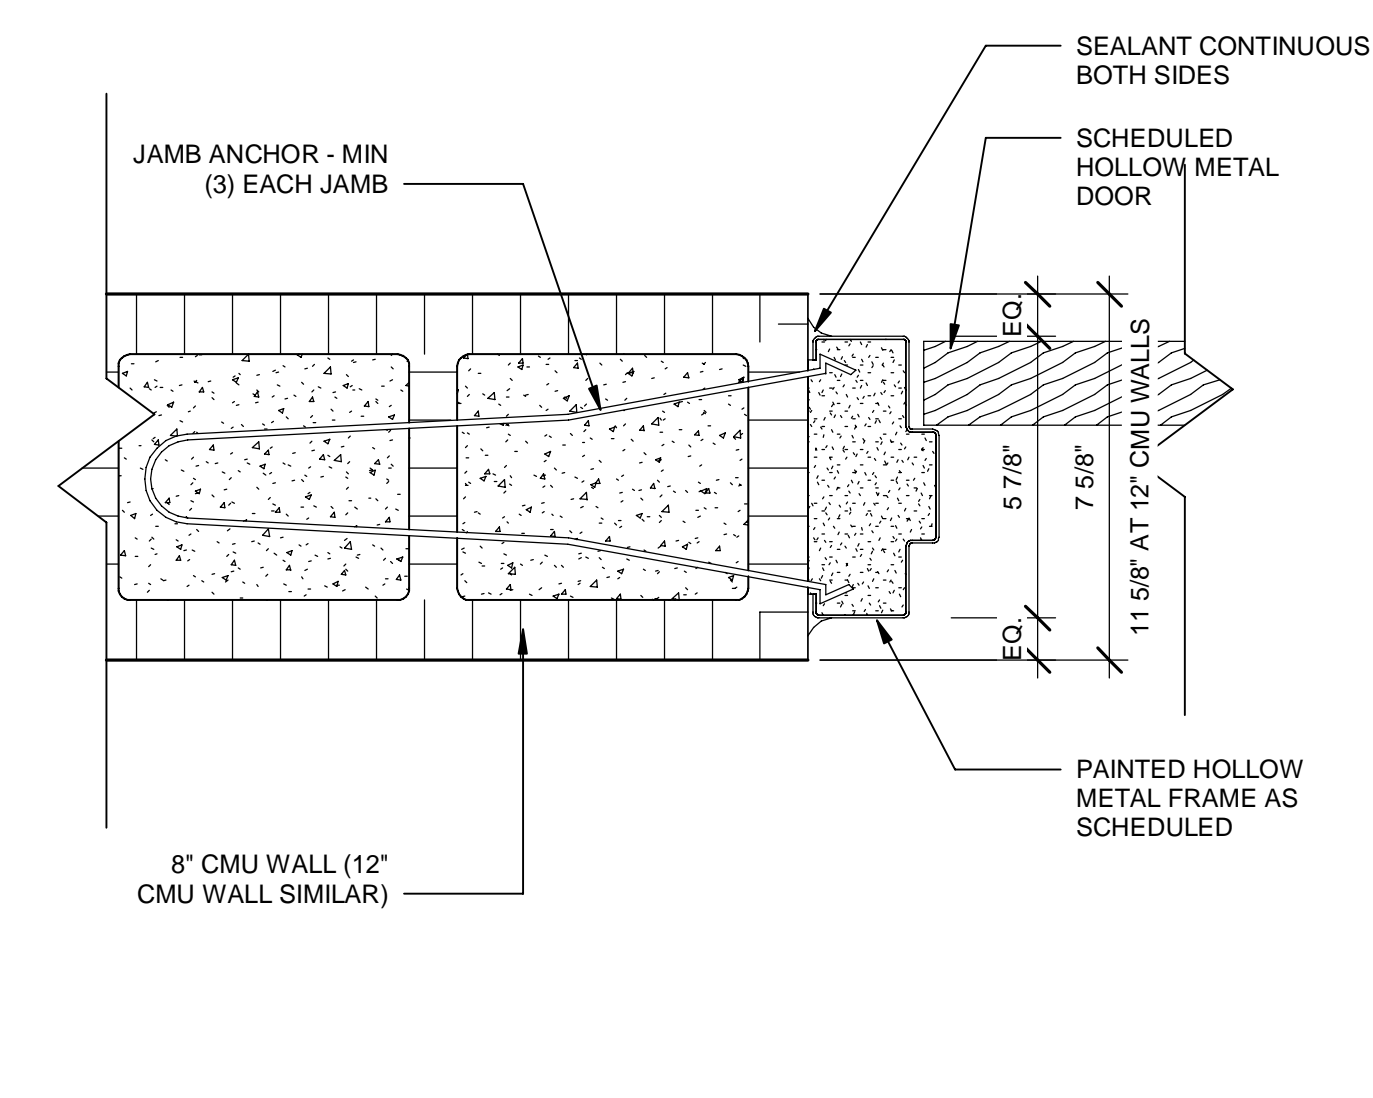 SEALANT CONTINUOUS
BOTH SIDES
SCHEDULED
HOLLOW METAL
DOOR
JAMB ANCHOR - MIN
(3) EACH JAMB
EQ.
5 7/8"
EQ.
7 5/8"
11 5/8" AT 12" CMU WALLS
PAINTED HOLLOW
METAL FRAME AS
SCHEDULED
8" CMU WALL (12"
CMU WALL SIMILAR)